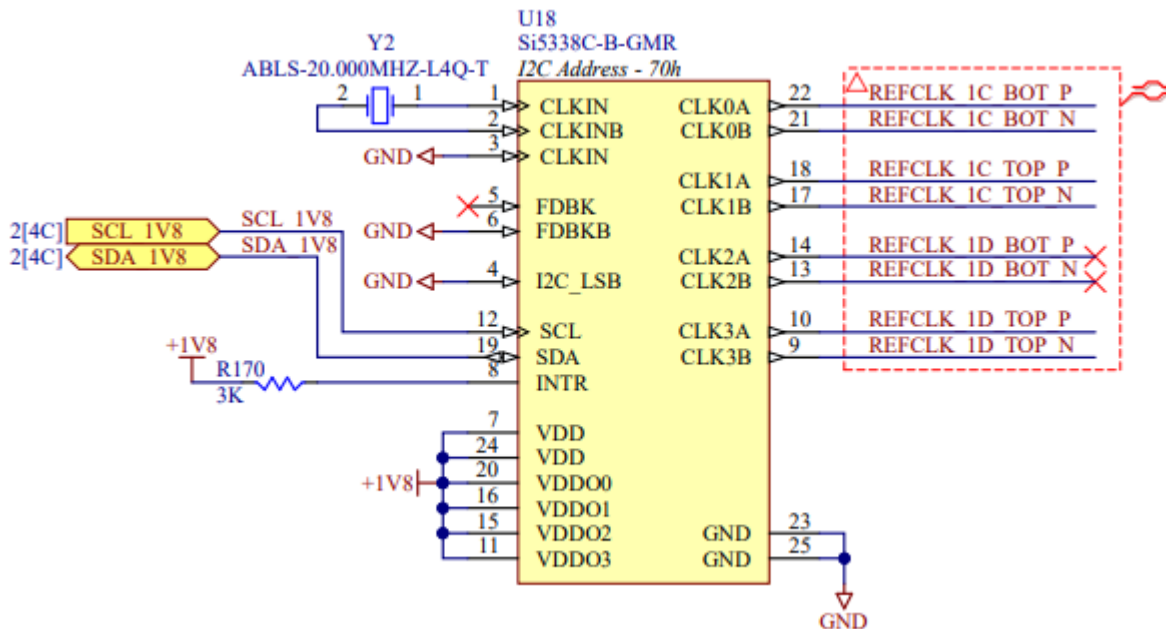 U18
Si5338C-B-GMR
I2C Address - 70h
Y2
ABLS-20.000MHZ-L4Q-T
2 1
1 CLKIN
2 CLKINB
GND 3 CLKIN
5 FDBK
GND 6 FDBKB
GND 4 I2C_LSB
2[4C] SCL_1V8 SCL_1V8
2[4C] SDA_1V8 SDA_1V8
12 SCL
19 SDA
8 INTR
+1V8
R170
3K
7 VDD
24 VDD
+1V8 20 VDDO0
16 VDDO1
15 VDDO2
11 VDDO3
CLK0A 22 REFCLK_1C_BOT_P
CLK0B 21 REFCLK_1C_BOT_N
CLK1A 18 REFCLK_1C_TOP_P
CLK1B 17 REFCLK_1C_TOP_N
CLK2A 14 REFCLK_1D_BOT_P
CLK2B 13 REFCLK_1D_BOT_N
CLK3A 10 REFCLK_1D_TOP_P
CLK3B 9 REFCLK_1D_TOP_N
GND 23
GND 25
GND